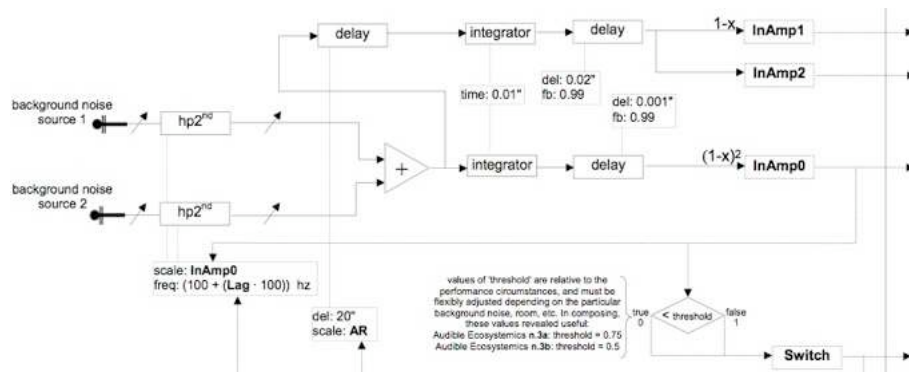 delay
integrator
delay
1-x
InAmp1
InAmp2
del: 0.02"
fb: 0.99
time: 0.01"
del: 0.001"
fb: 0.99
background noise
source 1
hp2nd
+
integrator
delay
(1-x)2
InAmp0
background noise
source 2
hp2nd
scale: InAmp0
freq: (100 + (Lag · 100)) hz
del: 20"
scale: AR
values of 'threshold' are relative to the
performance circumstances, and must be
flexibly adjusted depending on the particular
background noise, room, etc. In composing,
these values revealed useful:
Audible Ecosystemics n.3a: threshold = 0.75
Audible Ecosystemics n.3b: threshold = 0.5
true
0
< threshold
false
1
Switch